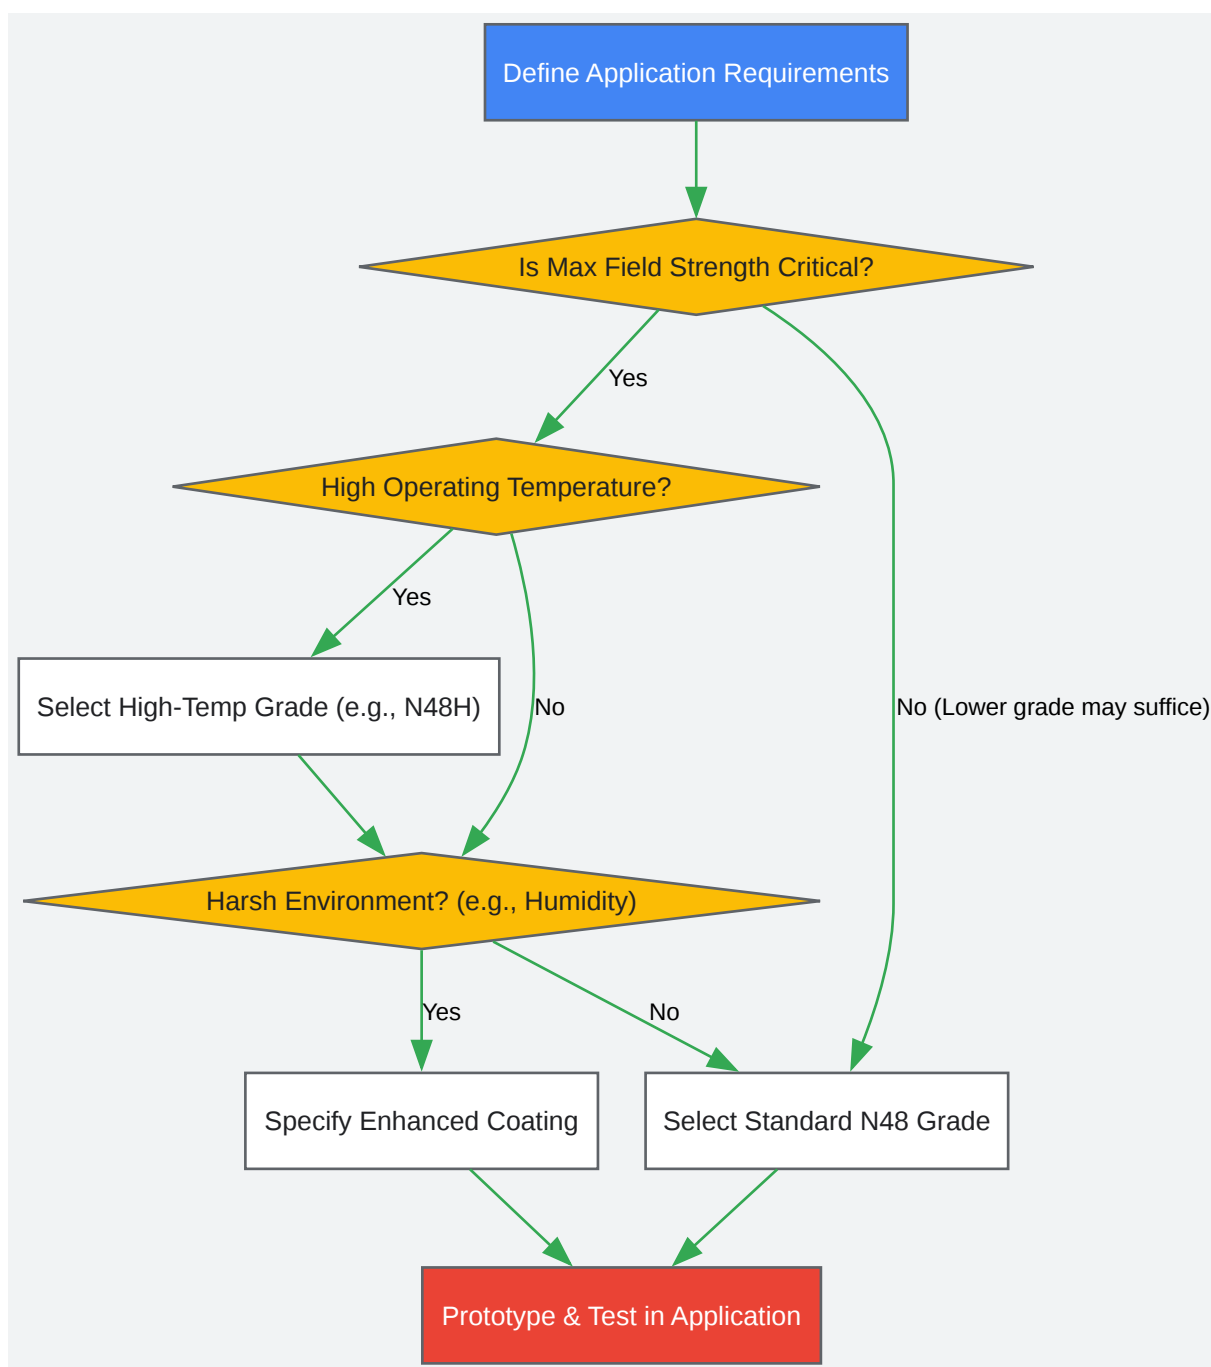 Define Application Requirements
Is Max Field Strength Critical?
Yes
High Operating Temperature?
Yes
Select High-Temp Grade (e.g., N48H)
No
No (Lower grade may suffice)
Harsh Environment? (e.g., Humidity)
Yes
No
Specify Enhanced Coating
Select Standard N48 Grade
Prototype & Test in Application